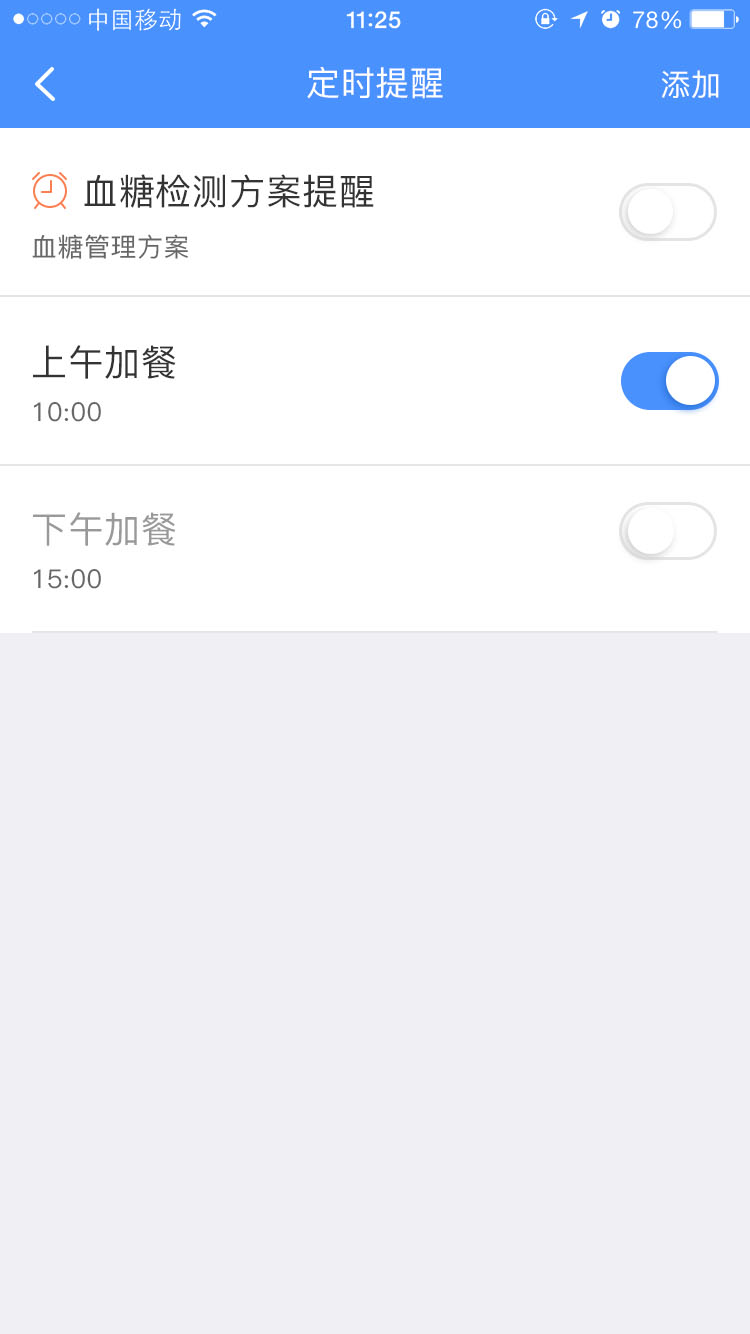 中国移动 11:25 78%
定时提醒 添加
血糖检测方案提醒
血糖管理方案
上午加餐
10:00
下午加餐
15:00